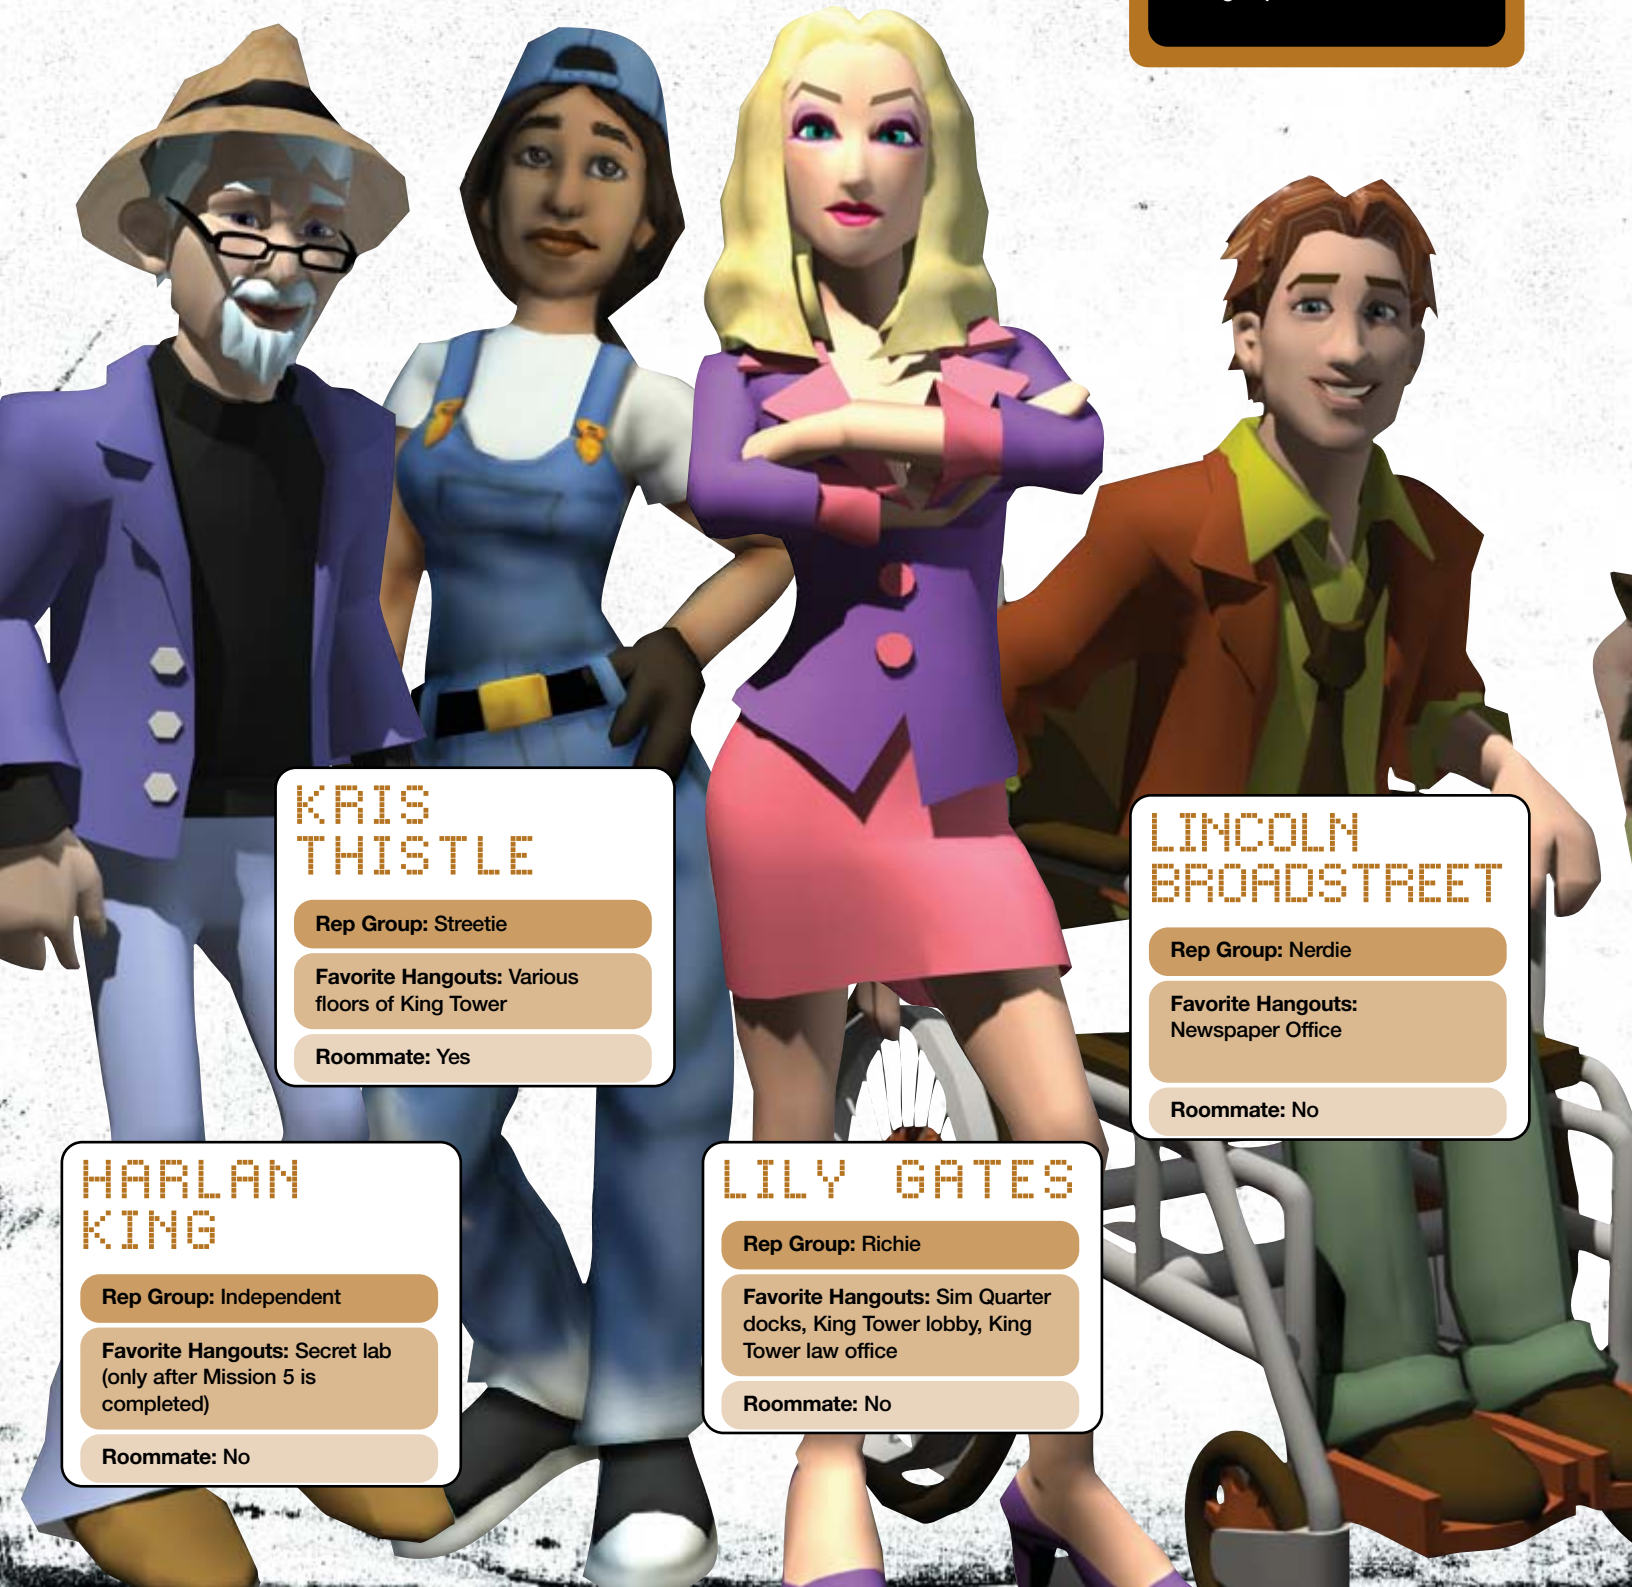 KRIS
THISTLE
Rep Group: Streetie
Favorite Hangouts: Various
floors of King Tower
Roommate: Yes
LINCOLN
BROADSTREET
Rep Group: Nerdie
Favorite Hangouts:
Newspaper Office
Roommate: No
HARLAN
KING
Rep Group: Independent
Favorite Hangouts: Secret lab
(only after Mission 5 is
completed)
Roommate: No
LILY GATES
Rep Group: Richie
Favorite Hangouts: Sim Quarter
docks, King Tower lobby, King
Tower law office
Roommate: No